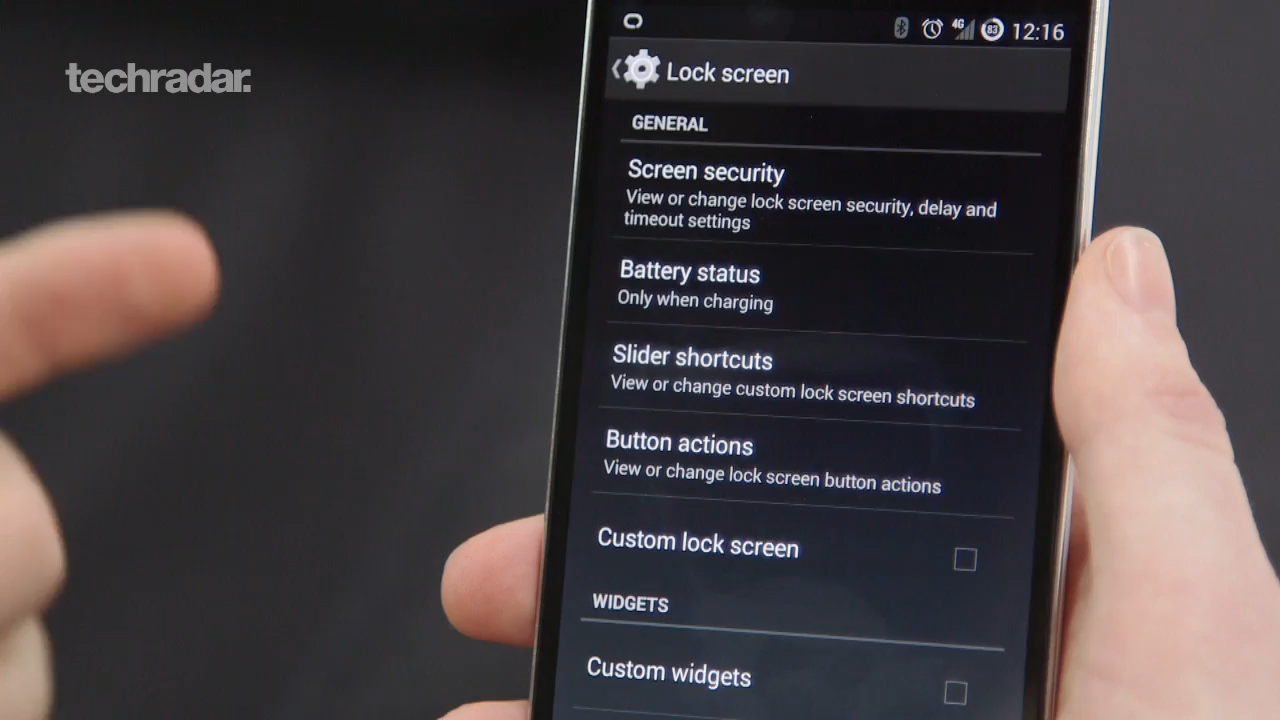 techradar.
4G 83 12:16
Lock screen
GENERAL
Screen security
View or change lock screen security, delay and
timeout settings
Battery status
Only when charging
Slider shortcuts
View or change custom lock screen shortcuts
Button actions
View or change lock screen button actions
Custom lock screen
WIDGETS
Custom widgets